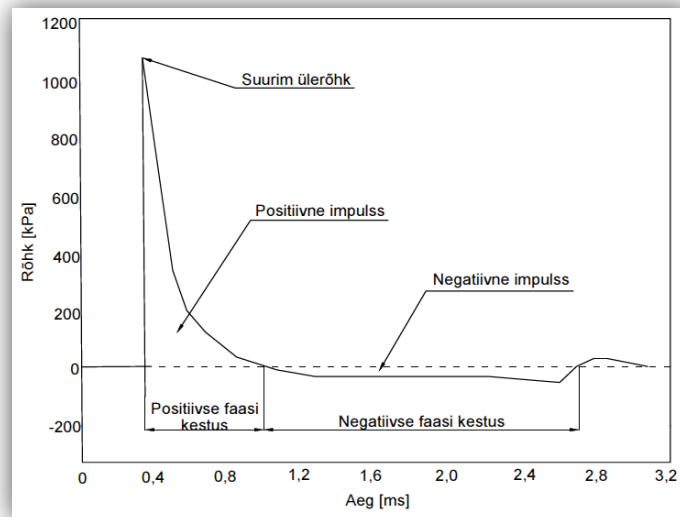 1200
1000
800
600
400
200
0
-200
Rõhk [kPa]
Suurim ülerõhk
Positiivne impulss
Negatiivne impulss
Positiivse faasi
kestus
Negatiivse faasi kestus
0 0,4 0,8 1,2 1,6 2,0 2,4 2,8 3,2
Aeg [ms]